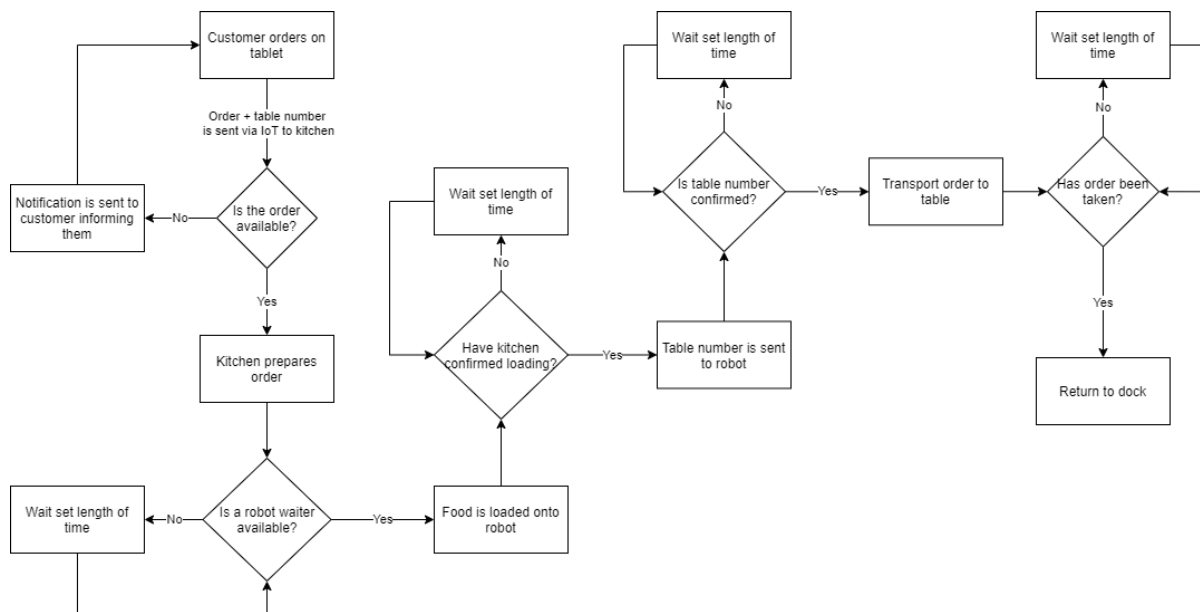 Customer orders on
tablet
Order + table number
is sent via IoT to kitchen
Notification is sent to
customer informing
them
No
Is the order
available?
Yes
Kitchen prepares
order
Wait set length of
time
No
Is a robot waiter
available?
Yes
Food is loaded onto
robot
Wait set length of
time
No
Have kitchen
confirmed loading?
Yes
Table number is sent
to robot
Wait set length of
time
No
Is table number
confirmed?
Yes
Transport order to
table
Wait set length of
time
No
Has order been
taken?
Yes
Return to dock